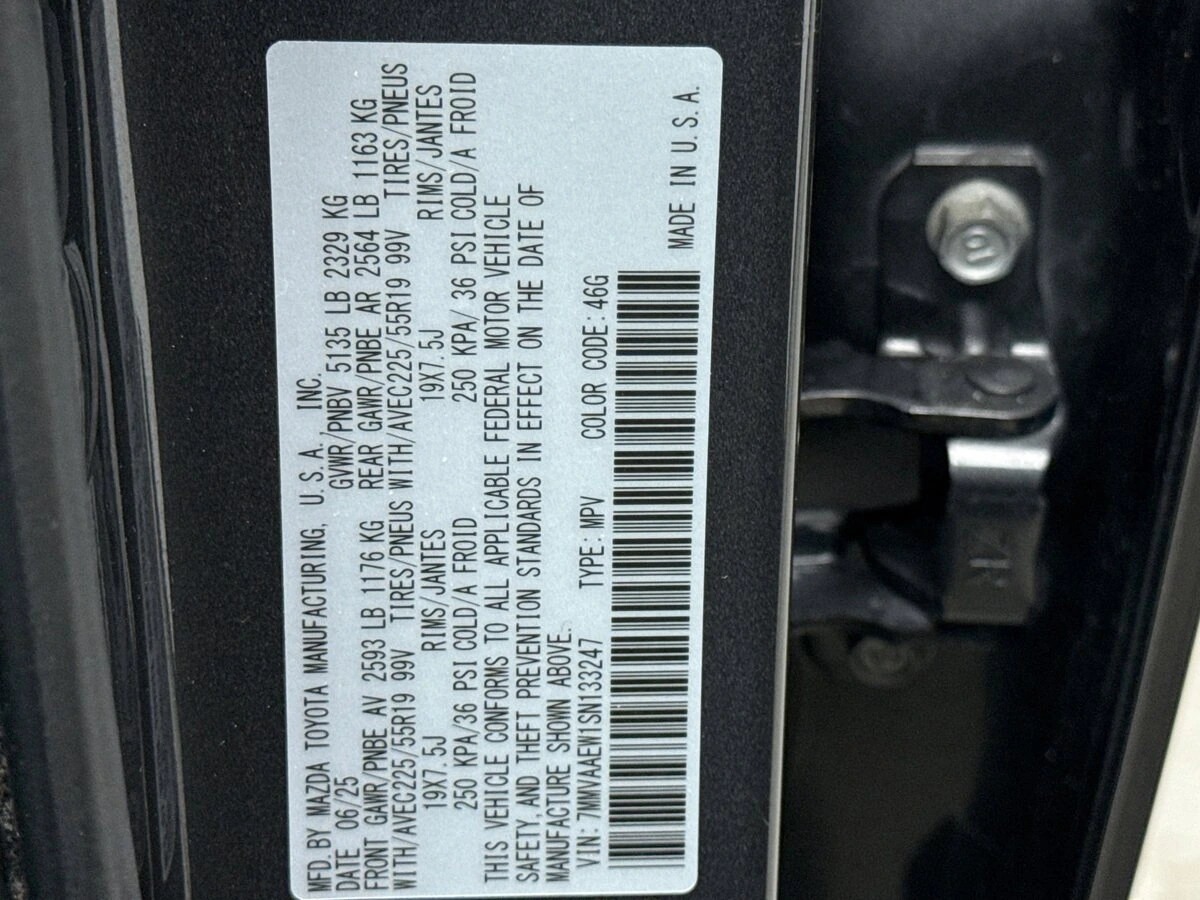 MFD. BY MAZDA TOYOTA MANUFACTURING, U.S.A. INC.
DATE 06/25 GVWR/PNBV 5135 LB 2329 KG
FRONT GAWR/PNBE AV 2593 LB 1176 KG REAR GAWR/PNBE AR 2564 LB 1163 KG
WITH/AVEC225/55R19 99V TIRES/PNEUS WITH/AVEC225/55R19 99V TIRES/PNEUS
19X7.5J RIMS/JANTES 19X7.5J RIMS/JANTES
250 KPA/36 PSI COLD/A FROID 250 KPA/ 36 PSI COLD/A FROID
THIS VEHICLE CONFORMS TO ALL APPLICABLE FEDERAL MOTOR VEHICLE
SAFETY, AND THEFT PREVENTION STANDARDS IN EFFECT ON THE DATE OF
MANUFACTURE SHOWN ABOVE.
VIN: 7MMVAAEW1SN133247 TYPE: MPV COLOR CODE: 46G
MADE IN U.S.A.
8
7R